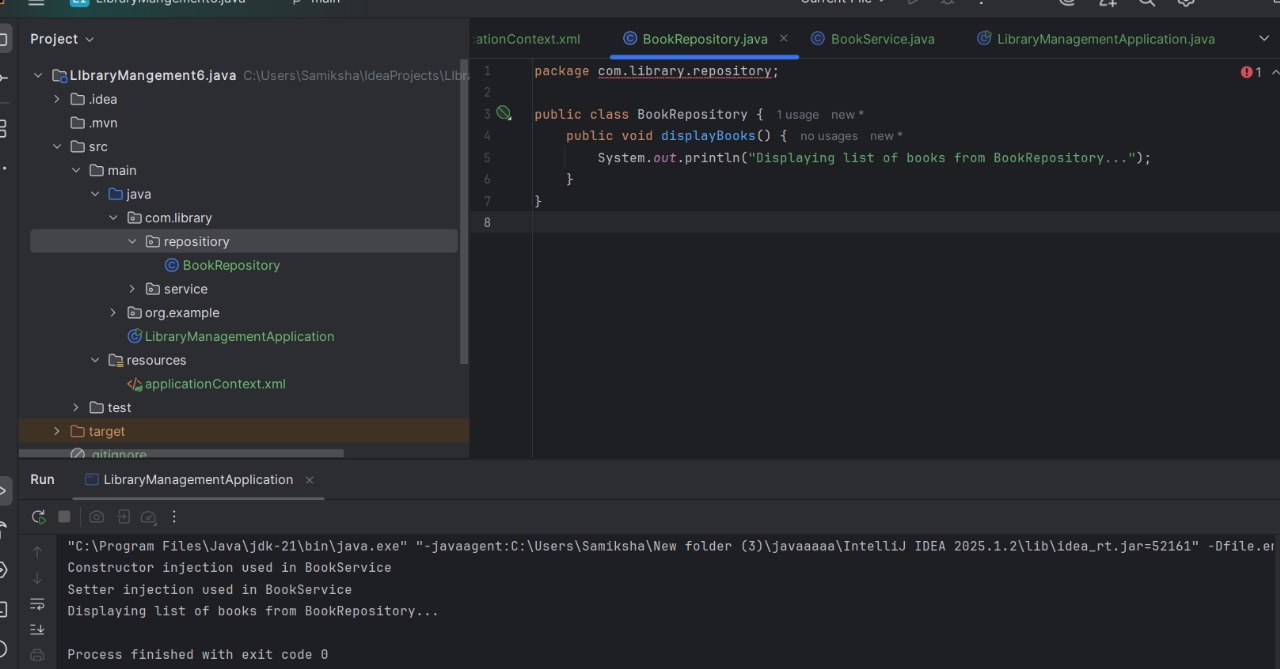 LibraryMangement6.java
main
Current File
Project
ationContext.xml
BookRepository.java
BookService.java
LibraryManagementApplication.java
LIbraryMangement6.java C:\Users\Samiksha\IdeaProjects\LIbra
.idea
.mvn
src
main
java
com.library
repositiory
BookRepository
service
org.example
LibraryManagementApplication
resources
applicationContext.xml
test
target
.gitignore
1 package com.library.repository;
1
2
3 public class BookRepository { 1 usage new *
4 public void displayBooks() { no usages new *
5 System.out.println("Displaying list of books from BookRepository...");
6 }
7 }
8
Run
LibraryManagementApplication
"C:\Program Files\Java\jdk-21\bin\java.exe" "-javaagent:C:\Users\Samiksha\New folder (3)\javaaaaa\IntelliJ IDEA 2025.1.2\lib\idea_rt.jar=52161" -Dfile.en
Constructor injection used in BookService
Setter injection used in BookService
Displaying list of books from BookRepository...
Process finished with exit code 0